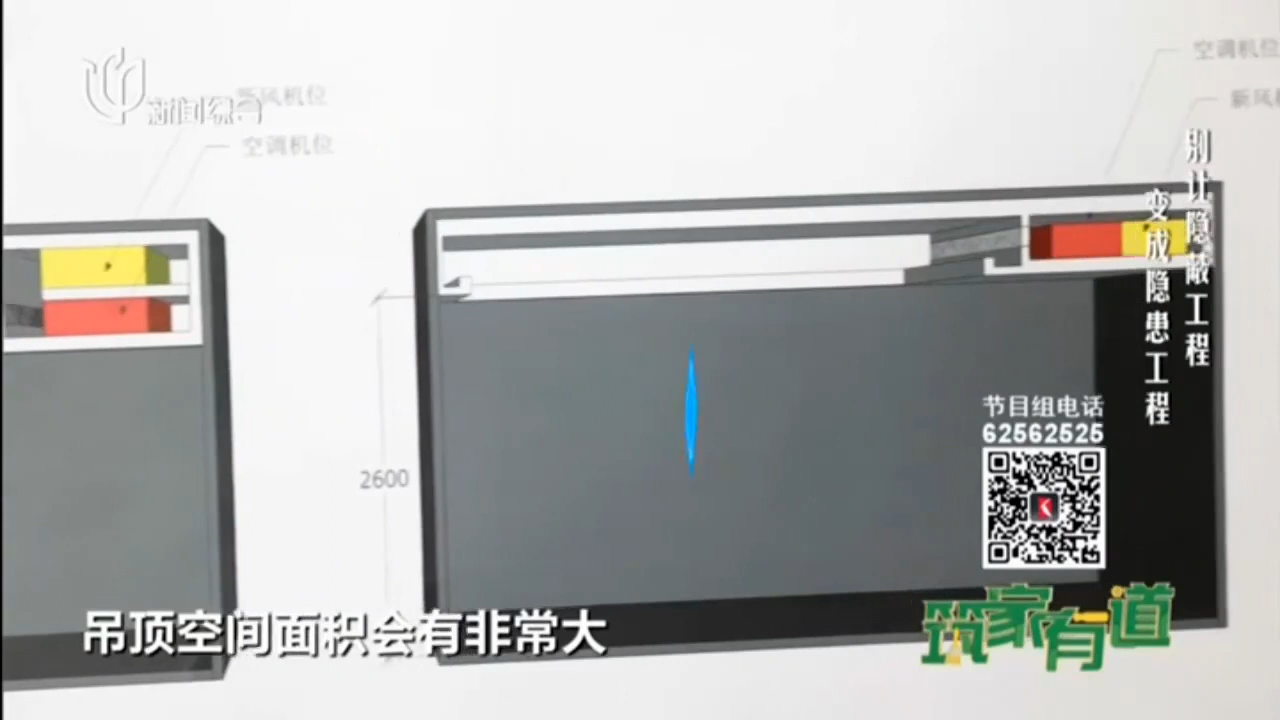 新闻综合
新风机位
空调机位
空调机位
新风机
别让隐蔽工程
变成隐患工程
2600
节目组电话
62562525
筑家有道
吊顶空间面积会有非常大